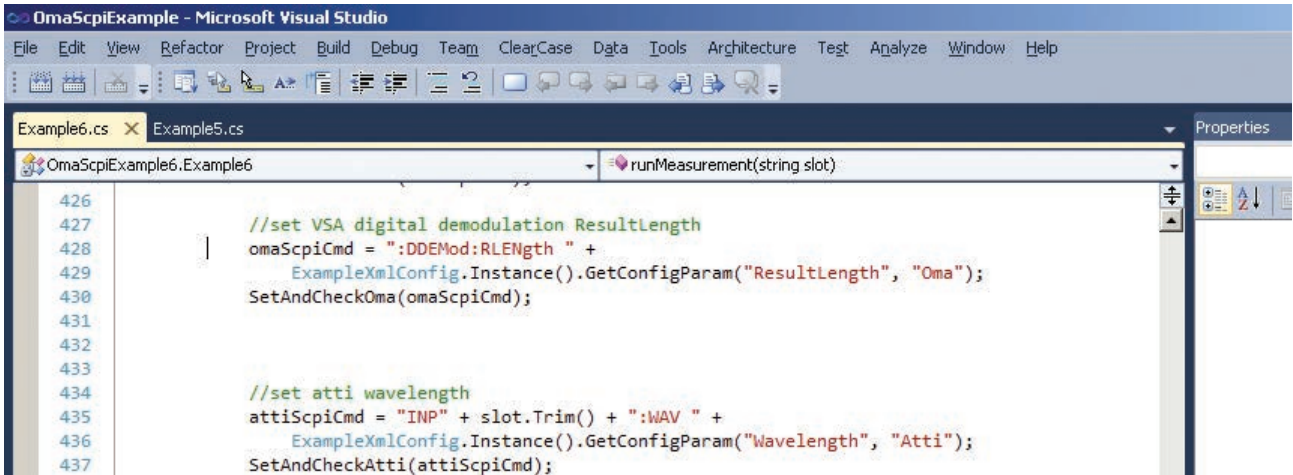 OmaScpiExample - Microsoft Visual Studio
File Edit View Refactor Project Build Debug Team ClearCase Data Tools Architecture Test Analyze Window Help
Example6.cs Example5.cs
Properties
OmaScpiExample6.Example6
runMeasurement(string slot)
426
427 //set VSA digital demodulation ResultLength
428 omaScpiCmd = ":DDEMod:RLENgth " +
429 ExampleXmlConfig.Instance().GetConfigParam("ResultLength", "Oma");
430 SetAndCheckOma(omaScpiCmd);
431
432
433
434 //set atti wavelength
435 attiScpiCmd = "INP" + slot.Trim() + ":WAV " +
436 ExampleXmlConfig.Instance().GetConfigParam("Wavelength", "Atti");
437 SetAndCheckAtti(attiScpiCmd);